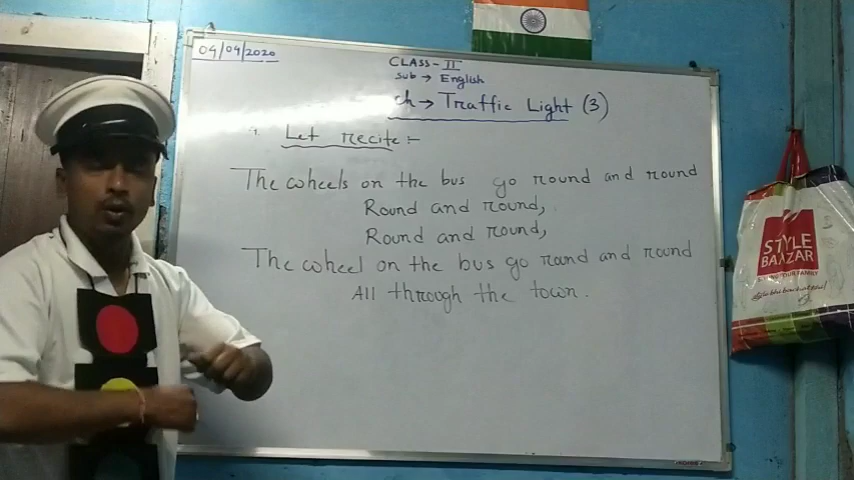 04/04/2020
CLASS-II
Sub → English
ch → Traffic Light (3)
Let recite:-
The wheels on the bus go round and round
Round and round,
Round and round,
The wheel on the bus go round and round
All through the town.
STYLE
BAAZAR